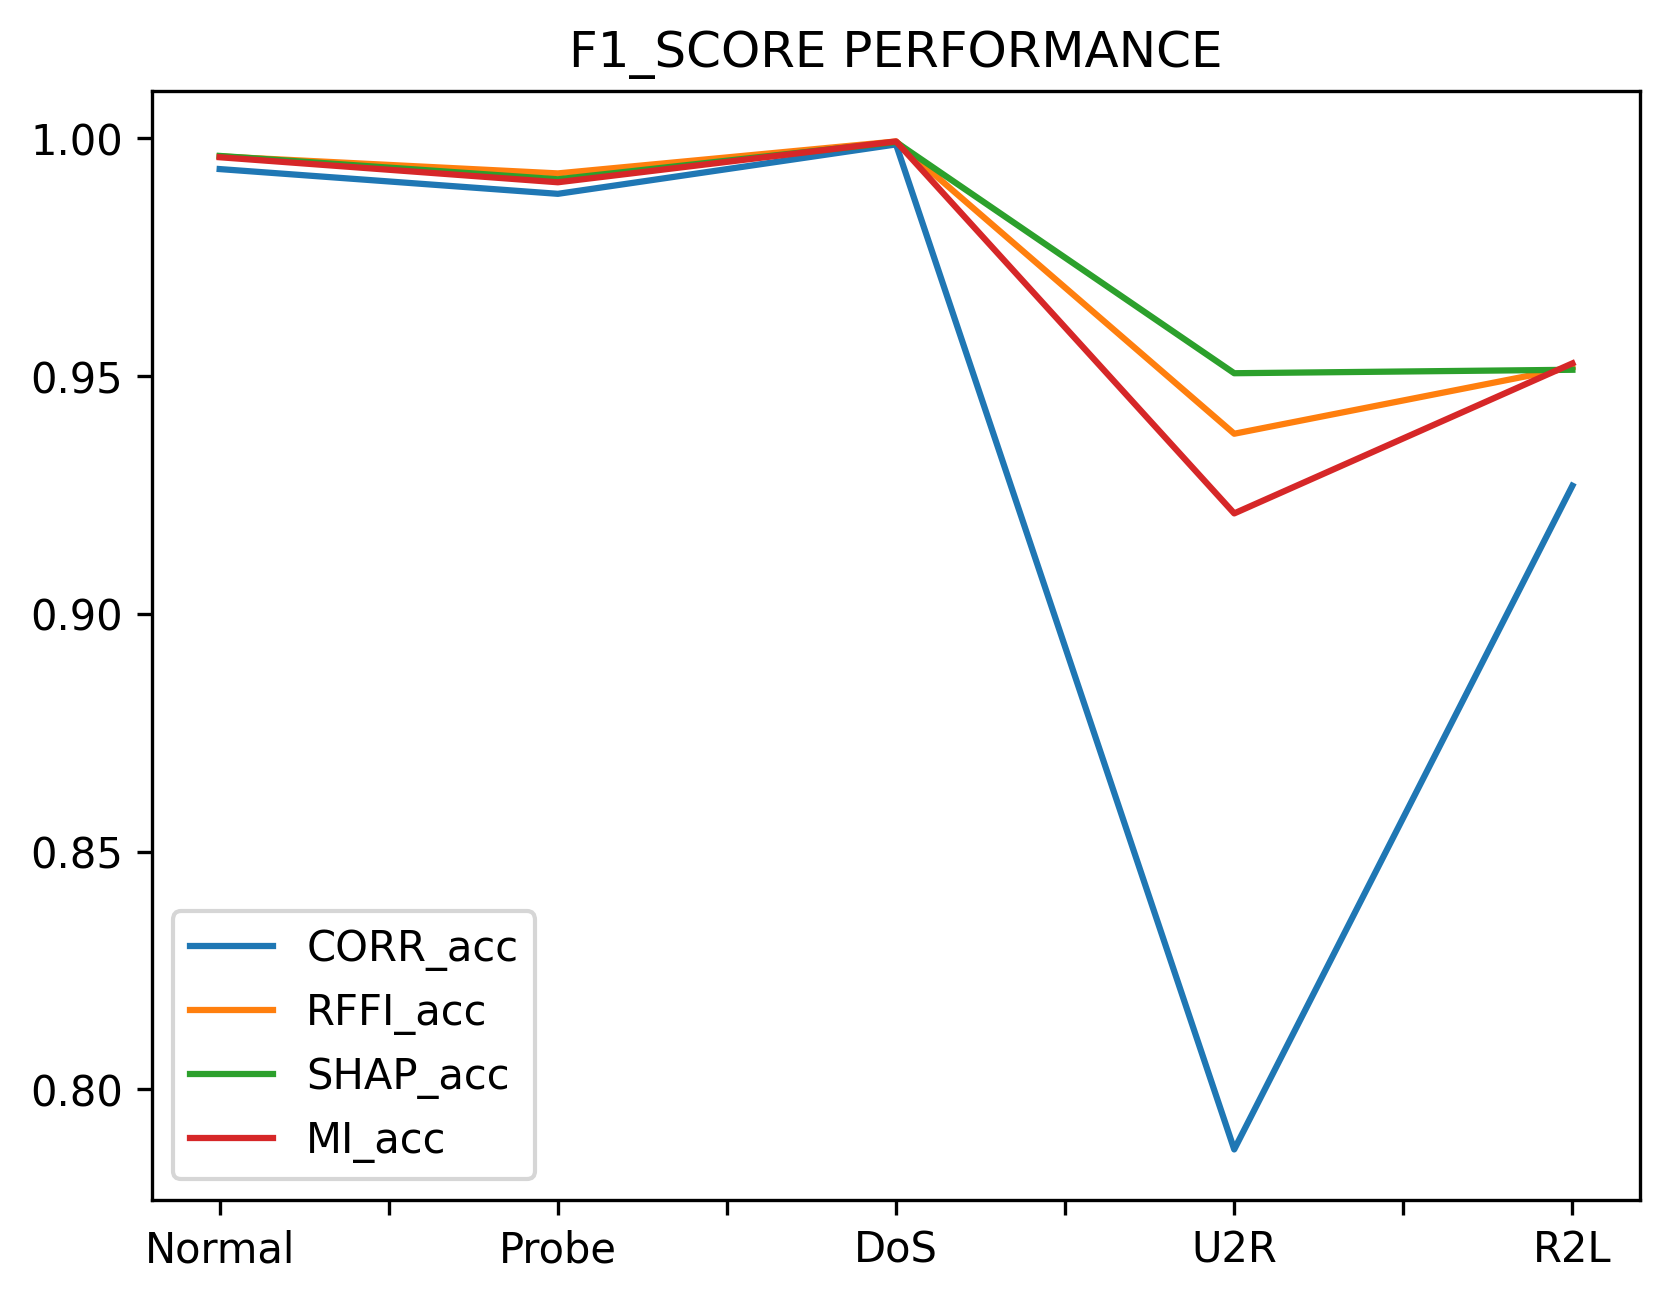 F1_SCORE PERFORMANCE
1.00
0.95
0.90
0.85
0.80
CORR_acc
RFFI_acc
SHAP_acc
MI_acc
Normal Probe DoS U2R R2L